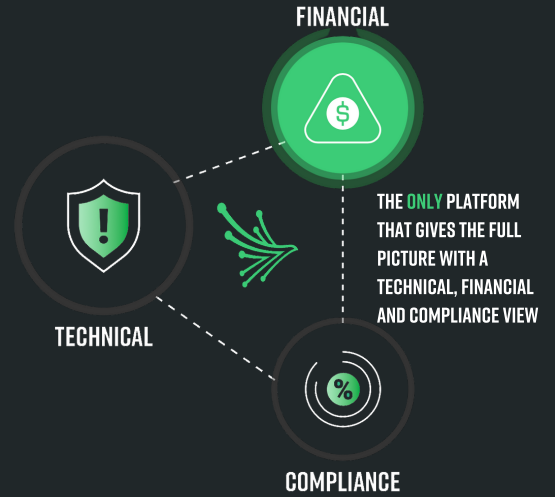 FINANCIAL
$
!
THE ONLY PLATFORM
THAT GIVES THE FULL
PICTURE WITH A
TECHNICAL, FINANCIAL
AND COMPLIANCE VIEW
TECHNICAL
%
COMPLIANCE